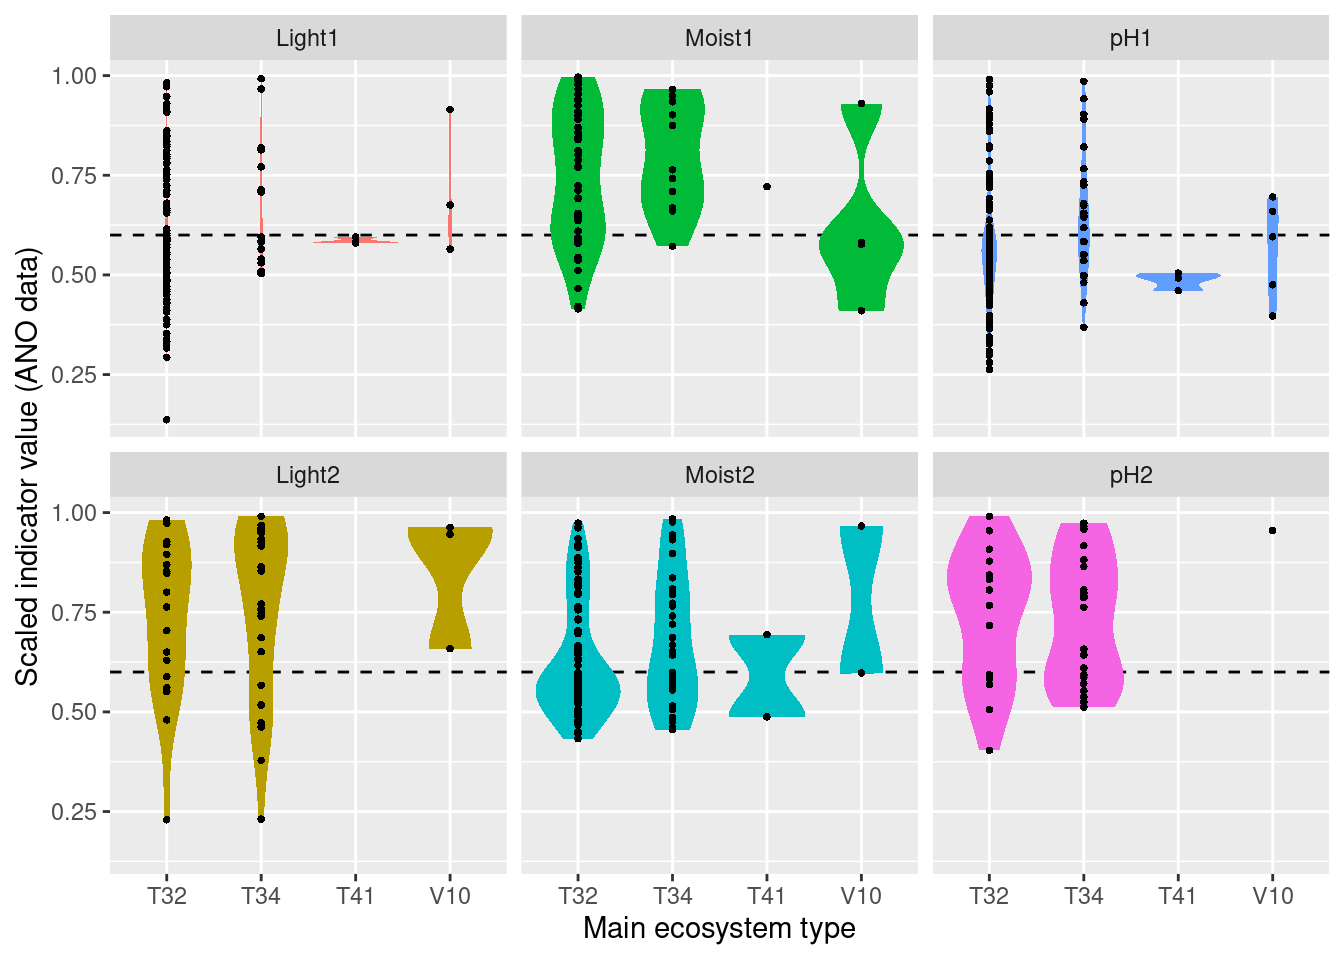 Light1 Moist1 pH1
1.00
0.75
0.50
0.25
Light2 Moist2 pH2
1.00
0.75
0.50
0.25
T32 T34 T41 V10 T32 T34 T41 V10 T32 T34 T41 V10
Main ecosystem type
Scaled indicator value (ANO data)